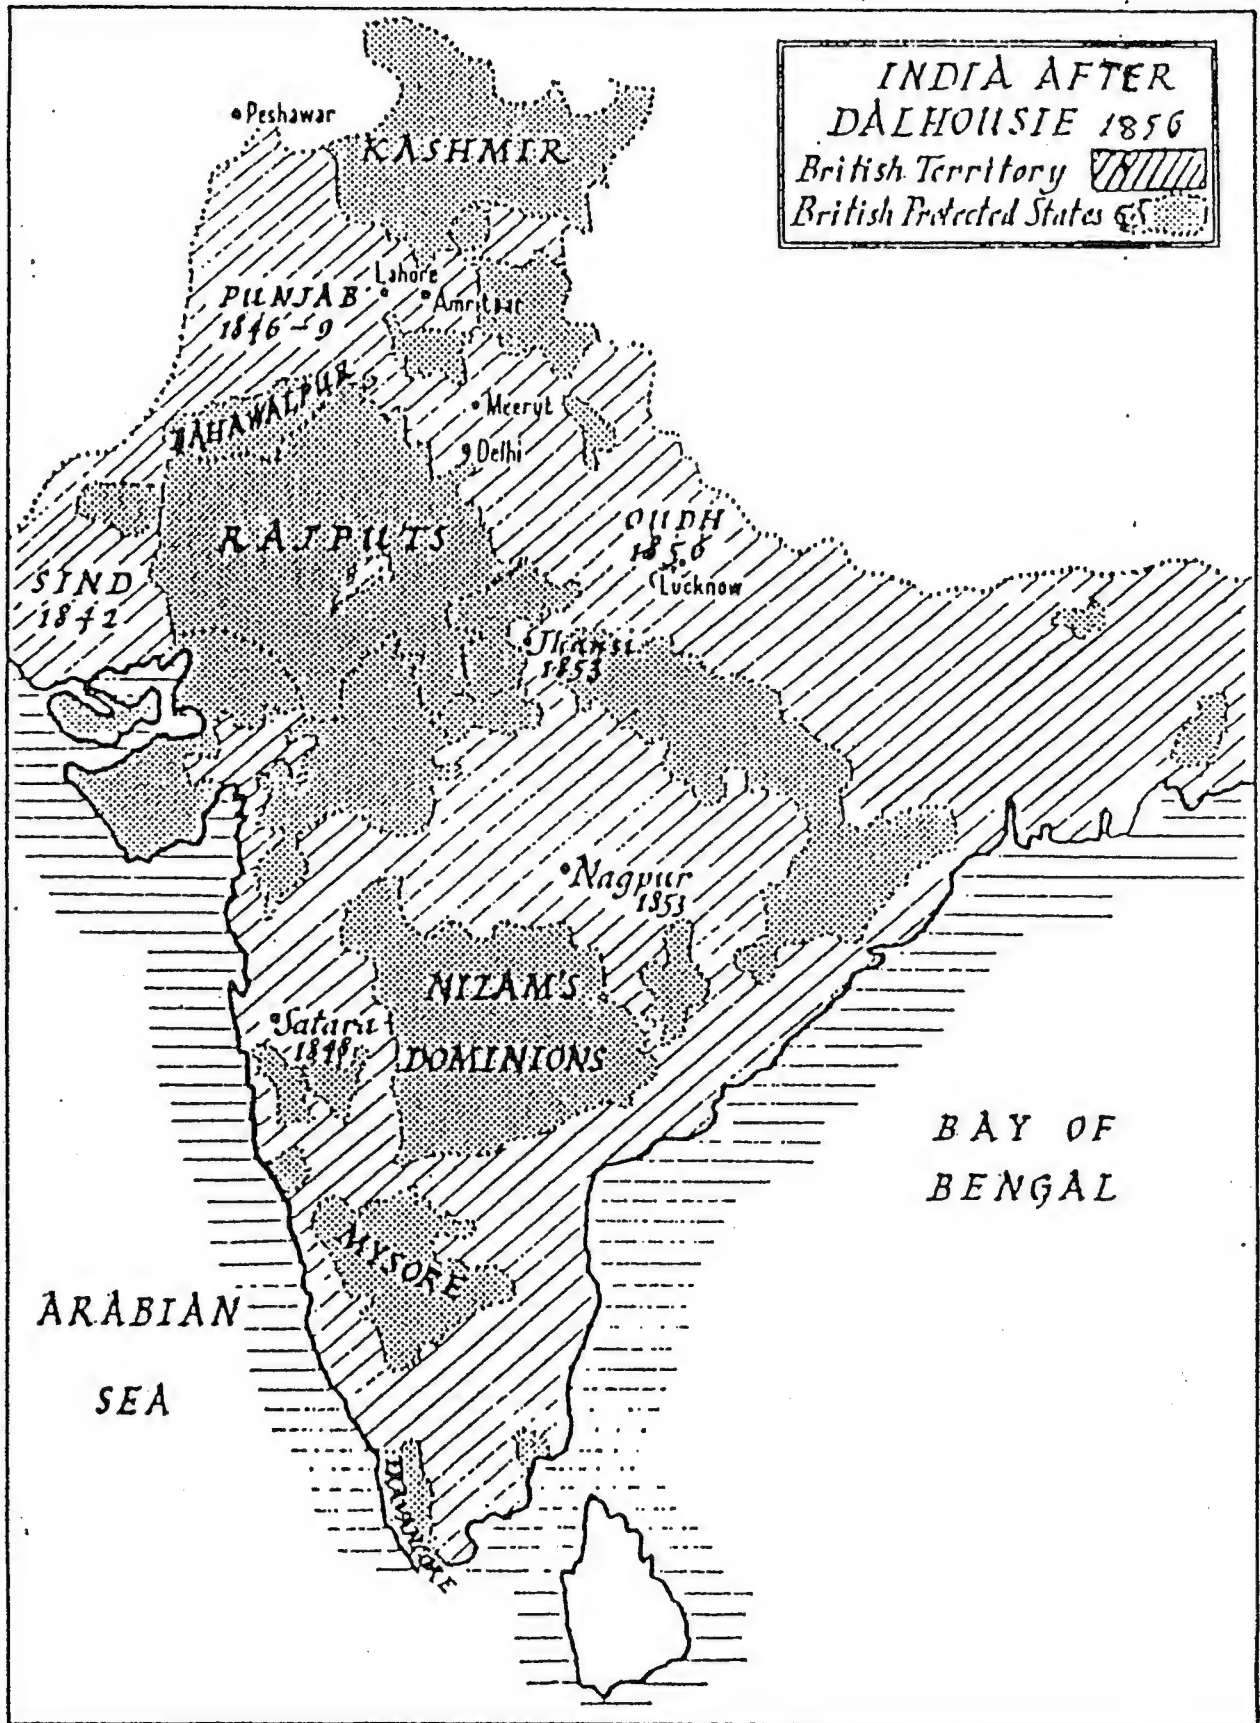 INDIA AFTER
DALHOUSIE 1856
British Territory
British Protected States
Peshawar
KASHMIR
Lahore
PUNJAB
1846-9
Amritsar
BAHAWALPUR
Meerut
Delhi
RAJPUTS
OUDH
1856
Lucknow
SIND
1842
Jhansi
1853
Nagpur
1853
NIZAM'S
DOMINIONS
Satara
1848
BAY OF
BENGAL
MYSORE
ARABIAN
SEA
TRAVANCORE